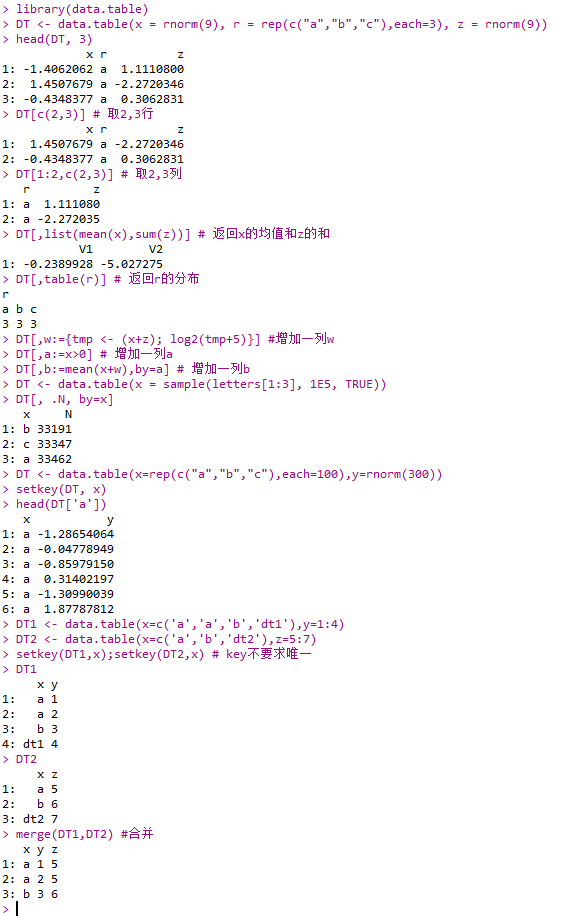 > library(data.table)
> DT <- data.table(x = rnorm(9), r = rep(c("a","b","c"),each=3), z = rnorm(9))
> head(DT, 3)
            x r          z
1: -1.4062062 a  1.1110800
2:  1.4507679 a -2.2720346
3: -0.4348377 a  0.3062831
> DT[c(2,3)] # 取2,3行
            x r          z
1:  1.4507679 a -2.2720346
2: -0.4348377 a  0.3062831
> DT[1:2,c(2,3)] # 取2,3列
   r         z
1: a  1.111080
2: a -2.272035
> DT[,list(mean(x),sum(z))] # 返回x的均值和z的和
           V1        V2
1: -0.2389928 -5.027275
> DT[,table(r)] # 返回r的分布
r
a b c
3 3 3
> DT[,w:={tmp <- (x+z); log2(tmp+5)}] #增加一列w
> DT[,a:=x>0] # 增加一列a
> DT[,b:=mean(x+w),by=a] # 增加一列b
> DT <- data.table(x = sample(letters[1:3], 1E5, TRUE))
> DT[, .N, by=x]
   x     N
1: b 33191
2: c 33347
3: a 33462
> DT <- data.table(x=rep(c("a","b","c"),each=100),y=rnorm(300))
> setkey(DT, x)
> head(DT['a'])
   x           y
1: a -1.28654064
2: a -0.04778949
3: a -0.85979150
4: a  0.31402197
5: a -1.30990039
6: a  1.87787812
> DT1 <- data.table(x=c('a','a','b','dt1'),y=1:4)
> DT2 <- data.table(x=c('a','b','dt2'),z=5:7)
> setkey(DT1,x);setkey(DT2,x) # key不要求唯一
> DT1
     x y
1:   a 1
2:   a 2
3:   b 3
4: dt1 4
> DT2
     x z
1:   a 5
2:   b 6
3: dt2 7
> merge(DT1,DT2) #合并
   x y z
1: a 1 5
2: a 2 5
3: b 3 6
>